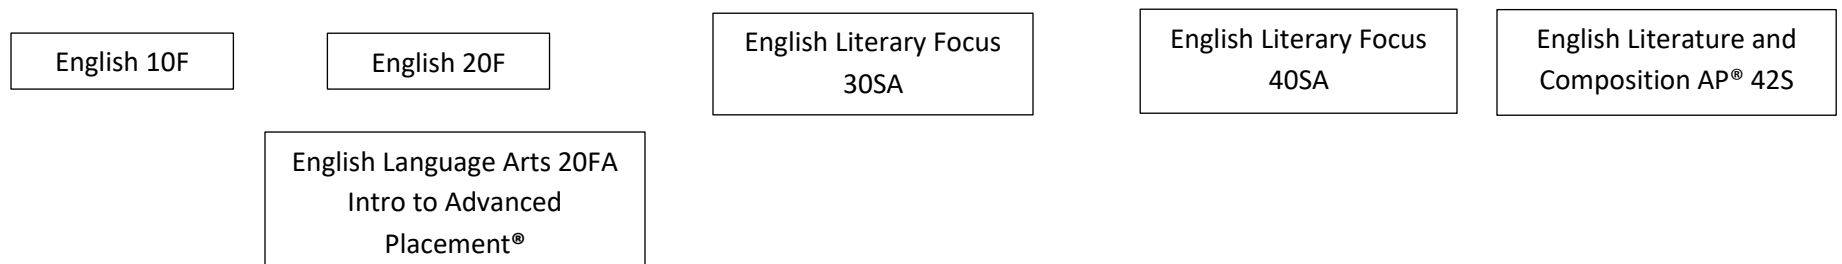 English 10F
English 20F
English Literary Focus
30SA
English Literary Focus
40SA
English Literature and
Composition AP® 42S
English Language Arts 20FA
Intro to Advanced
Placement®